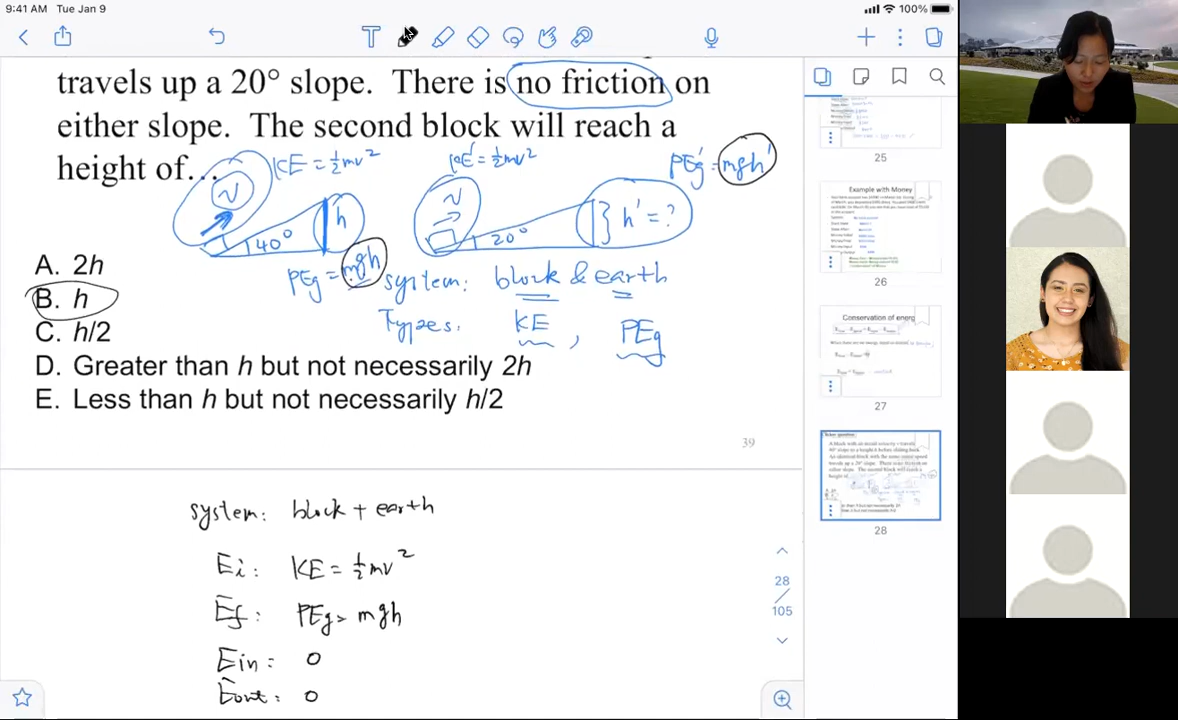 9:41 AM Tue Jan 9
100%
travels up a 20° slope. There is no friction on
either slope. The second block will reach a
height of...
KE = ½mv²
KE' = ½mv²
PEg' = mgh'
v
v
h
40°
20°
h' = ?
PEg = mgh
system: block & earth
Types: KE, PEg
A. 2h
B. h
C. h/2
D. Greater than h but not necessarily 2h
E. Less than h but not necessarily h/2
39
system: block + earth
Ei: KE = ½mv²
Ef: PEg = mgh
Ein: 0
Eout: 0
28
105
25
Example with Money
26
Conservation of energ
27
28